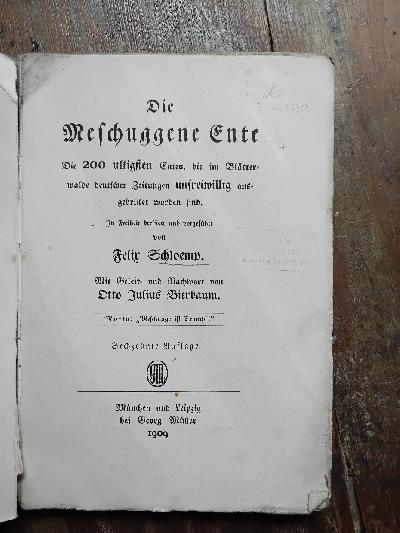 Die
Meschuggene Ente
Die 200 ulkigsten Enten, die im Blätter-
walde deutscher Zeitungen unfreiwillig aus-
gebrütet worden sind.
In Freiheit dressiert und vorgeführt
von
Felix Schloemp.
Mit Geleit- und Nachwort von
Otto Julius Bierbaum.
Motto: „ ist Trumpf.“
Sechzehnte Auflage
München und Leipzig
bei Georg Müller
1909